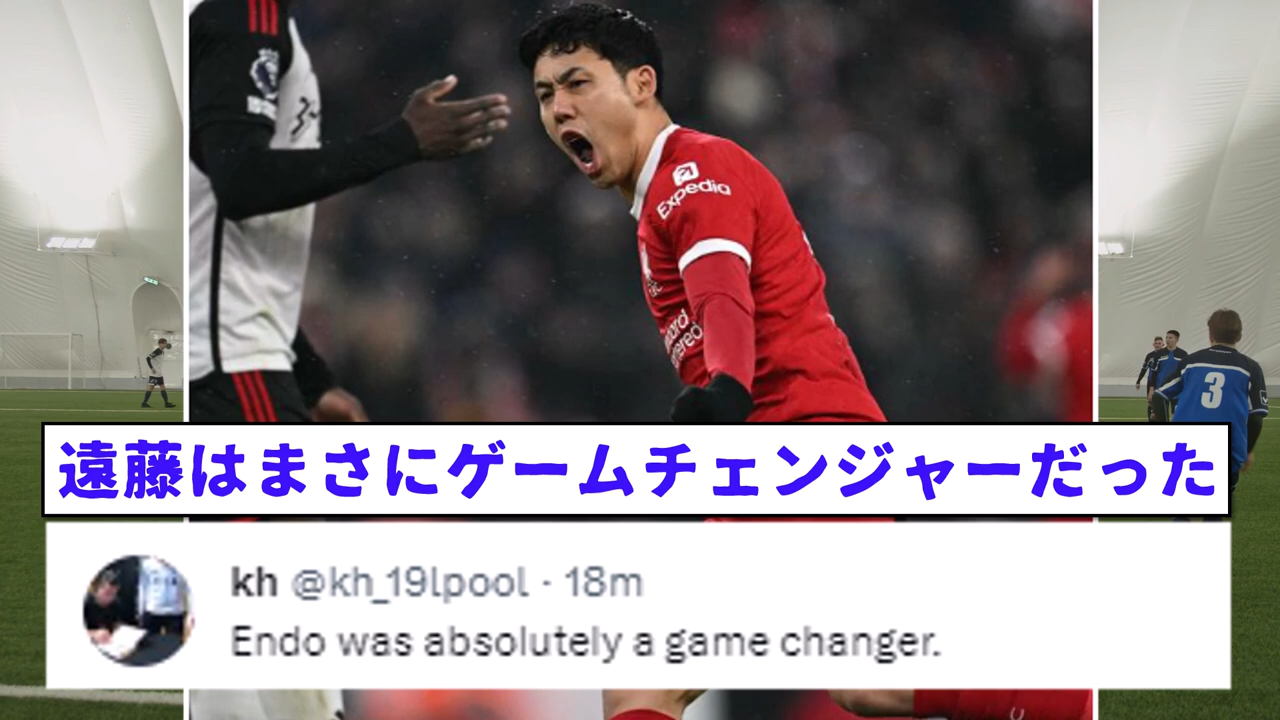 Expedia
遠藤はまさにゲームチェンジャーだった
3
kh @kh_19lpool · 18m
Endo was absolutely a game changer.